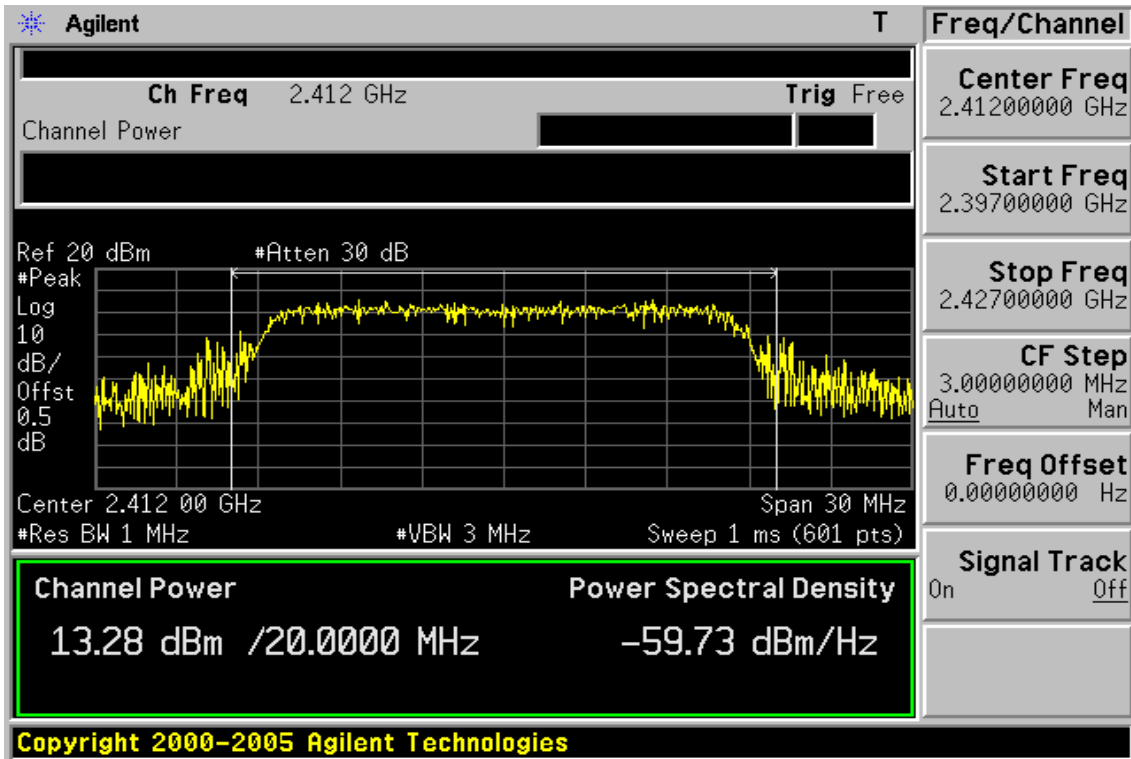 Agilent T Freq/Channel
Ch Freq 2.412 GHz Trig Free
Channel Power
Center Freq
2.41200000 GHz
Start Freq
2.39700000 GHz
Stop Freq
2.42700000 GHz
CF Step
3.00000000 MHz
Auto Man
Freq Offset
0.00000000 Hz
Signal Track
On Off
Ref 20 dBm #Atten 30 dB
#Peak
Log
10
dB/
Offst
0.5
dB
Center 2.412 00 GHz Span 30 MHz
#Res BW 1 MHz #VBW 3 MHz Sweep 1 ms (601 pts)
Channel Power Power Spectral Density
13.28 dBm /20.0000 MHz -59.73 dBm/Hz
Copyright 2000-2005 Agilent Technologies